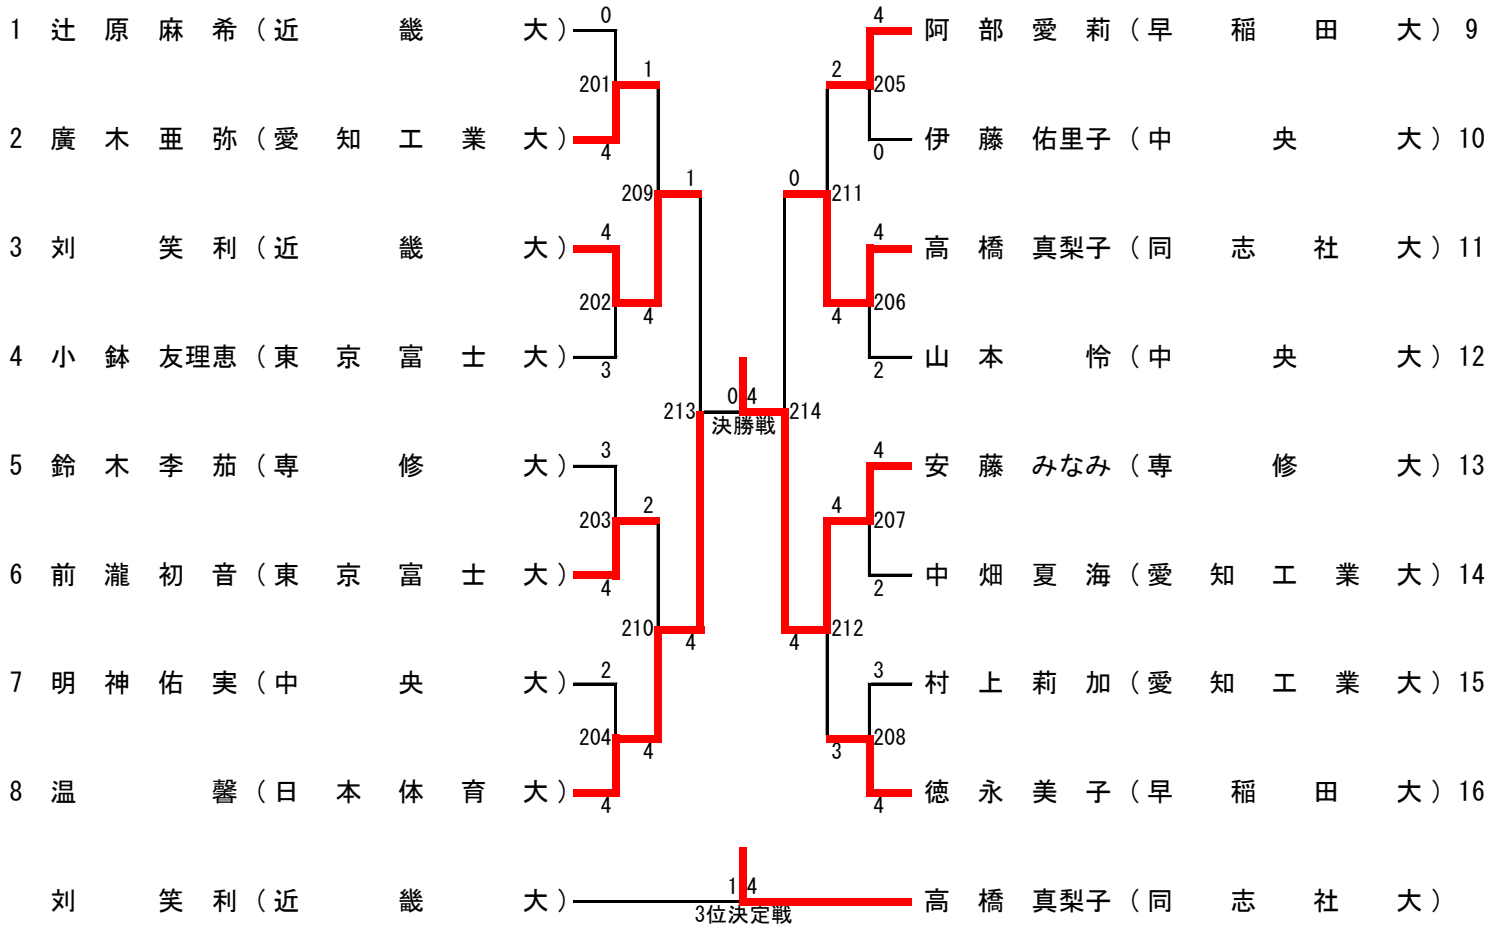 1 辻原麻希（近畿大） 0 4 阿部愛莉（早稲田大） 9
201 1 2 205
2 廣木亜弥（愛知工業大） 4 0 伊藤佑里子（中央大） 10
209 1 0 211
3 刘笑利（近畿大） 4 4 高橋真梨子（同志社大） 11
202 4 4 206
4 小鉢友理恵（東京富士大） 3 2 山本怜（中央大） 12
213 0 4 214
決勝戦
5 鈴木李茄（専修大） 3 4 安藤みなみ（専修大） 13
203 2 4 207
6 前瀧初音（東京富士大） 4 2 中畑夏海（愛知工業大） 14
210 4 4 212
7 明神佑実（中央大） 2 3 村上莉加（愛知工業大） 15
204 4 3 208
8 温馨（日本体育大） 4 4 徳永美子（早稲田大） 16
刘笑利（近畿大） 1 4 高橋真梨子（同志社大）
3位決定戦